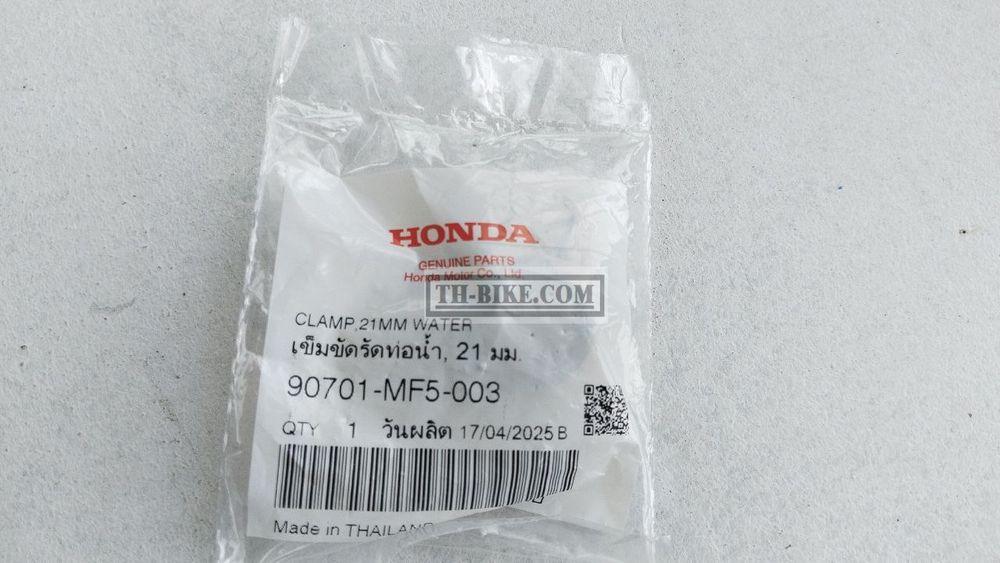 HONDA
GENUINE PARTS
Honda Motor Co., Ltd.
TH-BIKE.COM
CLAMP,21MM WATER
เข็มขัดรัดท่อน้ำ, 21 มม.
90701-MF5-003
QTY 1 วันผลิต 17/04/2025 B
Made in THAILAND